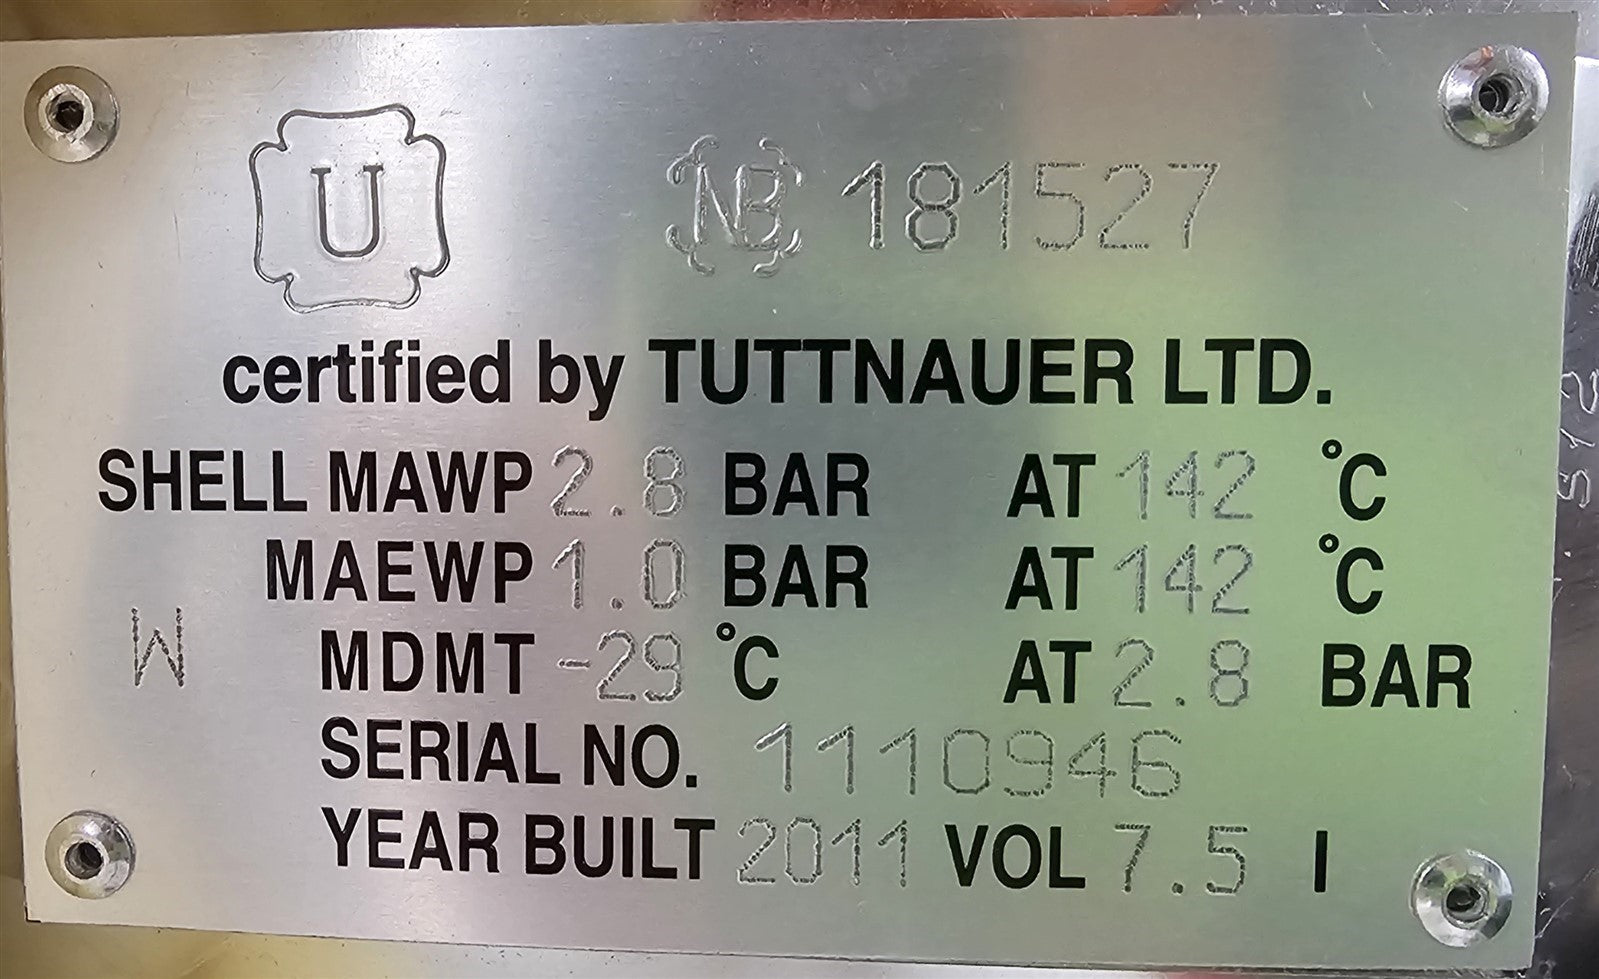 U NB 181527
certified by TUTTNAUER LTD.
SHELL MAWP 2.8 BAR AT 142 °C
MAEWP 1.0 BAR AT 142 °C
W MDMT -29 °C AT 2.8 BAR
SERIAL NO. 1110946
YEAR BUILT 2011 VOL 7.5 l
512